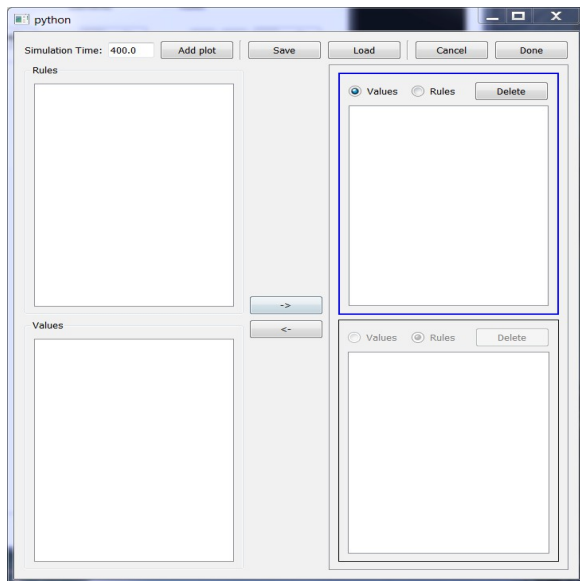 python
Simulation Time: 400.0 Add plot Save Load Cancel Done
Rules
Values Rules Delete
->
<-
Values
Values Rules Delete